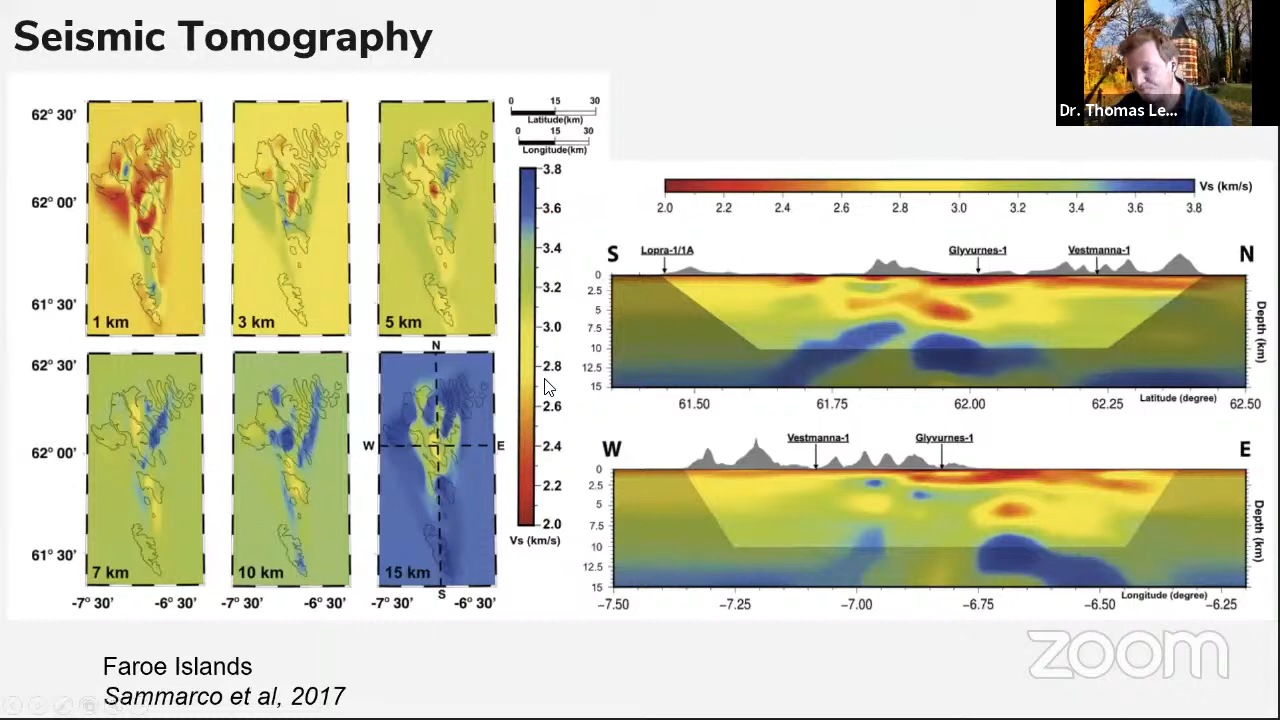 Seismic Tomography
Dr. Thomas Le...
62° 30'
62° 00'
61° 30'
1 km
3 km
5 km
0 15 30
Latitude(km)
0 15 30
Longitude(km)
3.8
3.6
3.4
3.2
3.0
2.8
2.6
2.4
2.2
2.0
Vs (km/s)
62° 30'
62° 00'
61° 30'
7 km
10 km
15 km
N
W
E
S
-7° 30' -6° 30'
-7° 30' -6° 30'
-7° 30' -6° 30'
Vs (km/s)
2.0 2.2 2.4 2.6 2.8 3.0 3.2 3.4 3.6 3.8
S
Lopra-1/1A
Glyvurnes-1
Vestmanna-1
N
0
2.5
5
7.5
10
12.5
15
Depth (km)
61.50 61.75 62.00 62.25 62.50
Latitude (degree)
W
Vestmanna-1
Glyvurnes-1
E
0
2.5
5
7.5
10
12.5
15
Depth (km)
Longitude (degree)
−7.50 −7.25 −7.00 −6.75 −6.50 −6.25
zoom
Faroe Islands
Sammarco et al, 2017